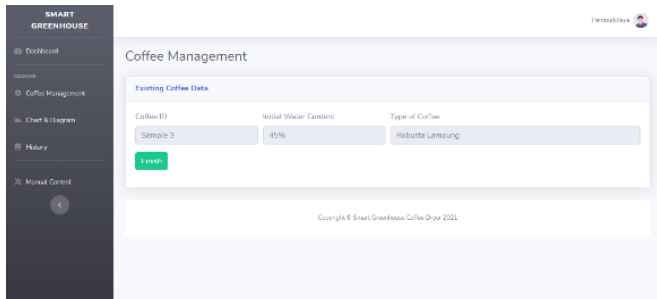 SMART
GREENHOUSE
Pembudidaya
Dashboard
Coffee Management
Chart & Diagram
History
Manual Control
Coffee Management
Existing Coffee Data
Coffee ID Initial Water Content Type of Coffee
Sample 3 45% Robusta Lampung
Finish
Copyright © Smart Greenhouse Coffee Dryer 2021